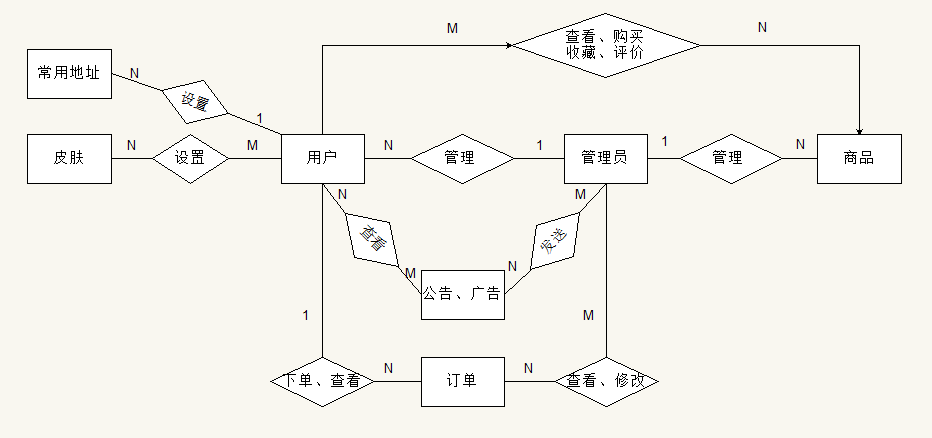 M
查看、购买
收藏、评价
N
常用地址
N
设置
1
皮肤
N
设置
M
用户
N
管理
1
管理员
1
管理
N
商品
N
查看
M
公告、广告
N
发送
M
1
下单、查看
N
订单
N
查看、修改
M